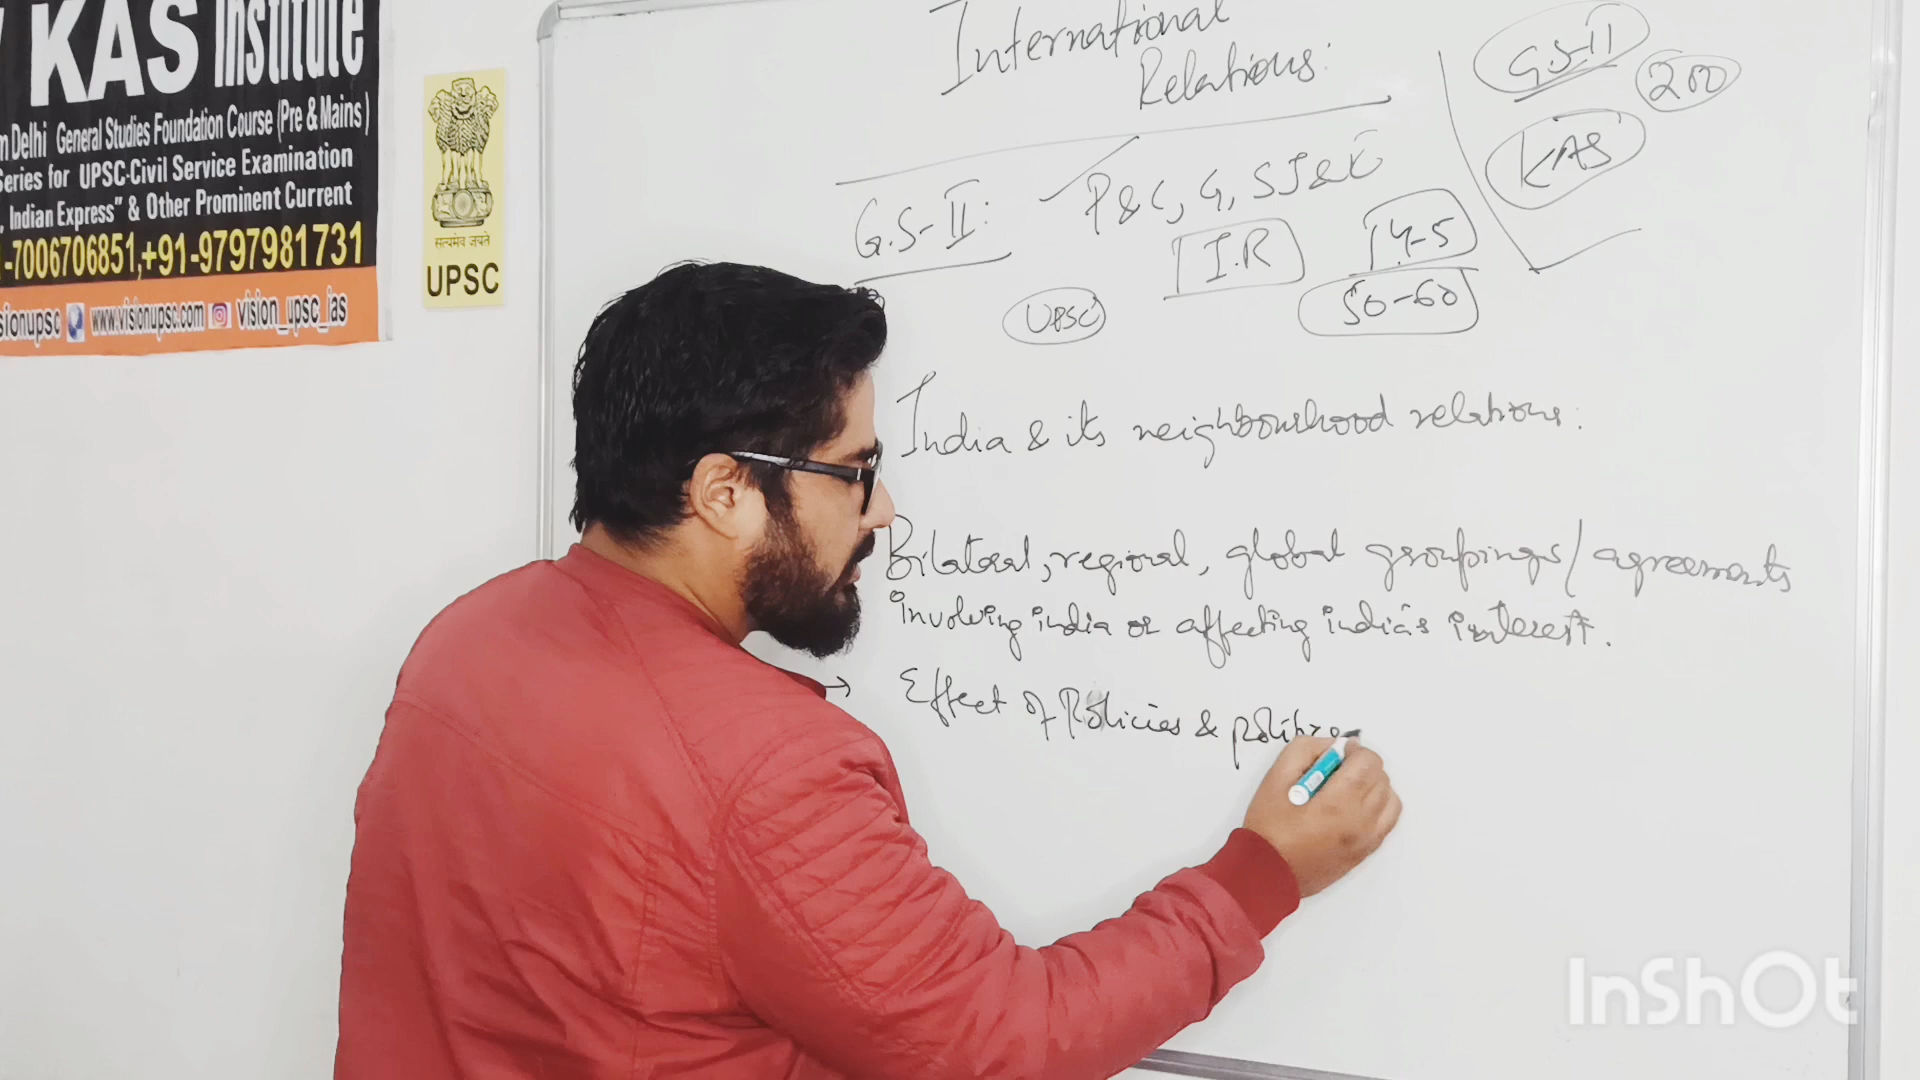 KAS Institute
m Delhi General Studies Foundation Course (Pre & Mains)
Series for UPSC-Civil Service Examination
, Indian Express" & Other Prominent Current
-7006706851,+91-9797981731
sionupsc www.visionupsc.com vision_upsc_ias
सत्यमेव जयते
UPSC
International
Relations:
G.S-II
200
KAS
G.S-II: P&C, G, SJ&
I.R
14-5
50-60
UPSC
India & its neighbourhood relations:
Bilateral, regional, global groupings/agreements
involving india or affecting india's interest.
→ Effect of Policies &
InShOt